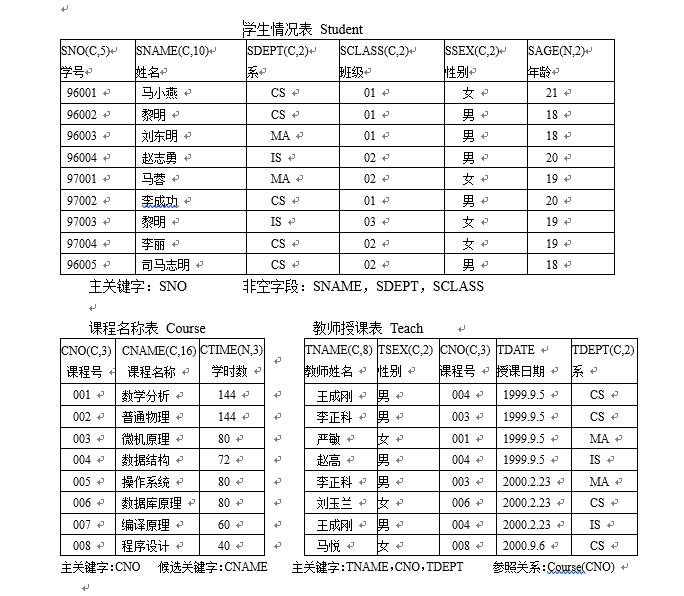 学生情况表 Student
SNO(C,5) SNAME(C,10) SDEPT(C,2) SCLASS(C,2) SSEX(C,2) SAGE(N,2)
学号 姓名 系 班级 性别 年龄
96001 马小燕 CS 01 女 21
96002 黎明 CS 01 男 18
96003 刘东明 MA 01 男 18
96004 赵志勇 IS 02 男 20
97001 马蓉 MA 02 女 19
97002 李成功 CS 01 男 20
97003 黎明 IS 03 女 19
97004 李丽 CS 02 女 19
96005 司马志明 CS 02 男 18
主关键字：SNO 非空字段：SNAME，SDEPT，SCLASS
课程名称表 Course
CNO(C,3) CNAME(C,16) CTIME(N,3)
课程号 课程名称 学时数
001 数学分析 144
002 普通物理 144
003 微机原理 80
004 数据结构 72
005 操作系统 80
006 数据库原理 80
007 编译原理 60
008 程序设计 40
主关键字:CNO 候选关键字:CNAME
教师授课表 Teach
TNAME(C,8) TSEX(C,2) CNO(C,3) TDATE TDEPT(C,2)
教师姓名 性别 课程号 授课日期 系
王成刚 男 004 1999.9.5 CS
李正科 男 003 1999.9.5 CS
严敏 女 001 1999.9.5 MA
赵高 男 004 1999.9.5 IS
李正科 男 003 2000.2.23 MA
刘玉兰 女 006 2000.2.23 CS
王成刚 男 004 2000.2.23 IS
马悦 女 008 2000.9.6 CS
主关键字:TNAME,CNO,TDEPT 参照关系:Course(CNO)